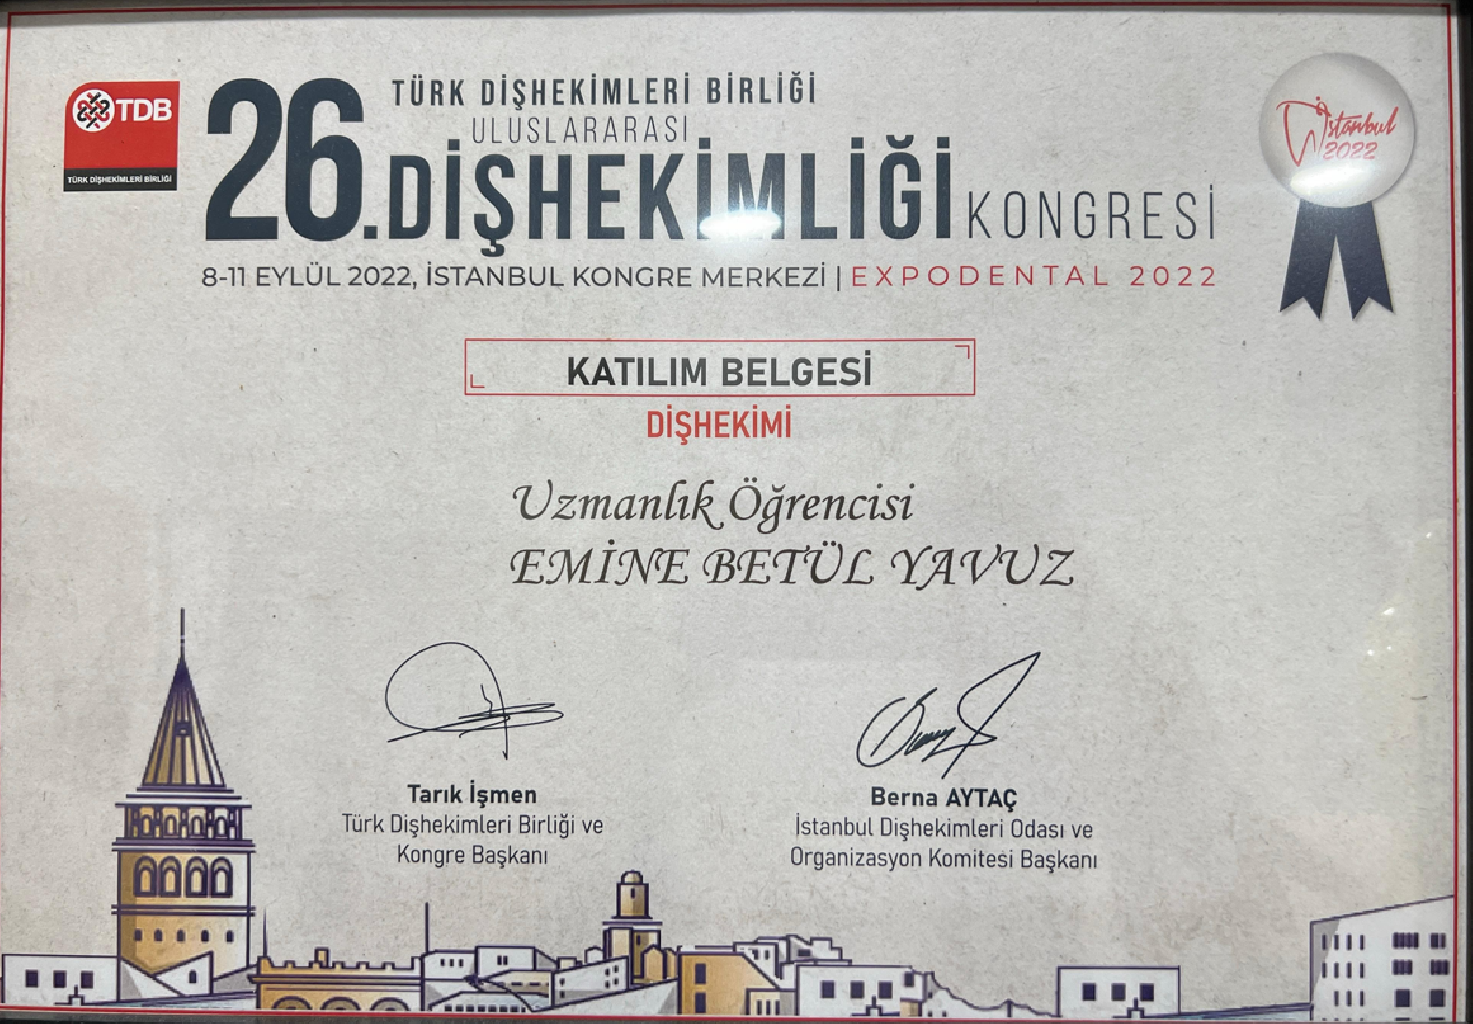 TDB
TÜRK DİŞHEKİMLERİ BİRLİĞİ
26. TÜRK DİŞHEKİMLERİ BİRLİĞİ
ULUSLARARASI
DİŞHEKİMLİĞİ KONGRESİ
8-11 EYLÜL 2022, İSTANBUL KONGRE MERKEZİ | EXPODENTAL 2022
İstanbul
2022
KATILIM BELGESİ
DİŞHEKİMİ
Uzmanlık Öğrencisi
EMİNE BETÜL YAVUZ
Tarık İşmen
Türk Dişhekimleri Birliği ve
Kongre Başkanı
Berna AYTAÇ
İstanbul Dişhekimleri Odası ve
Organizasyon Komitesi Başkanı